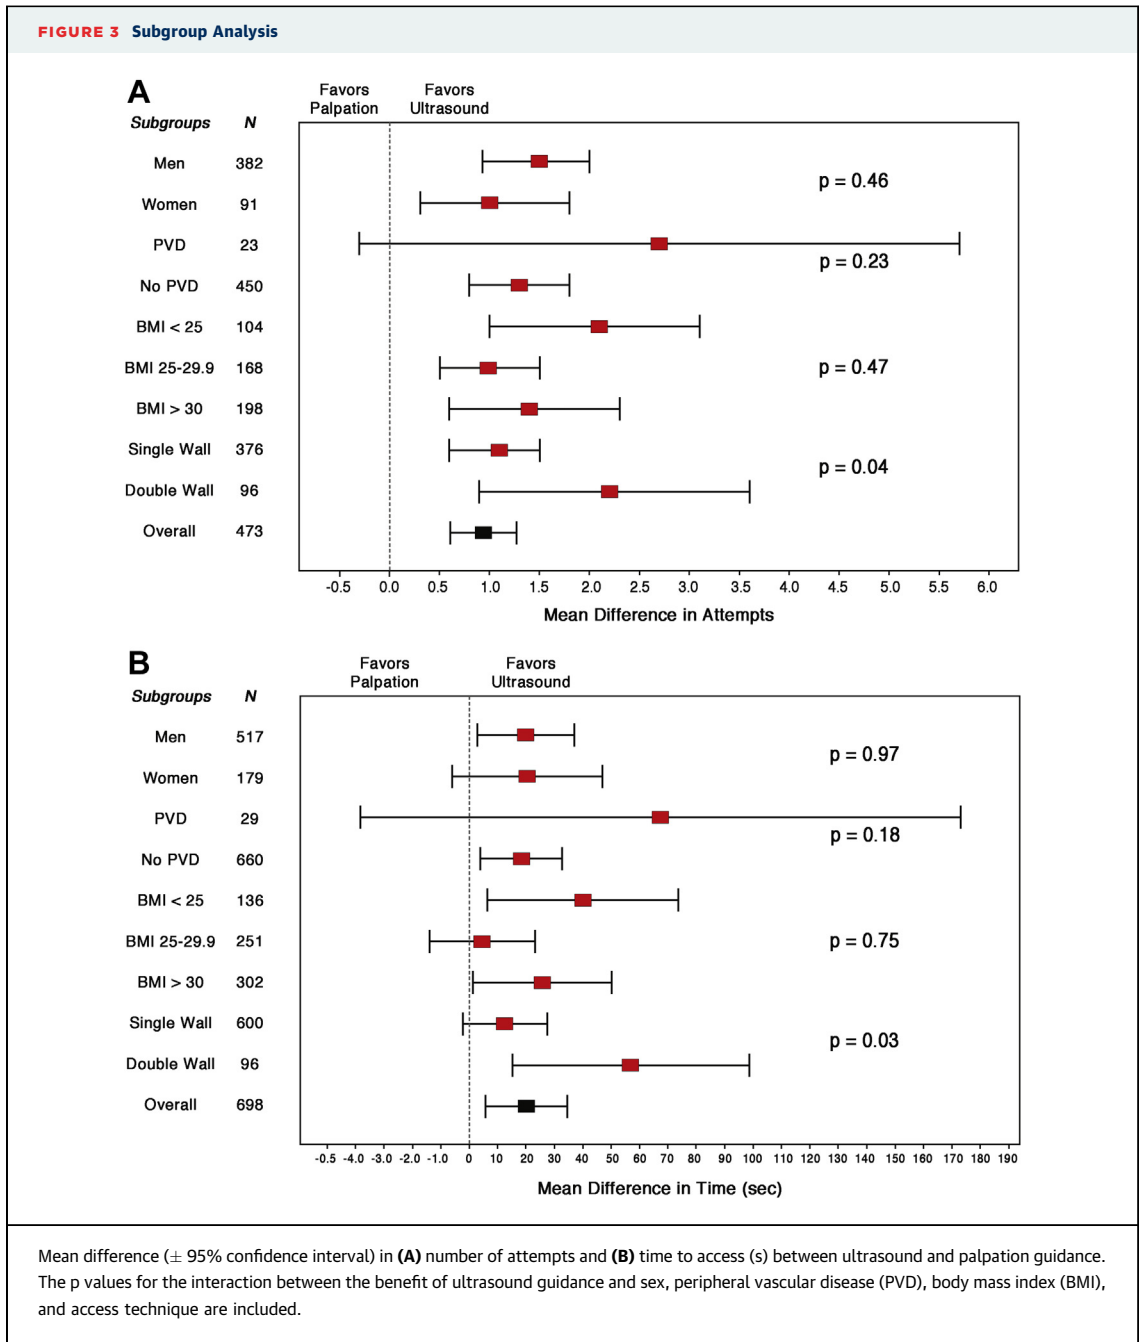 FIGURE 3 Subgroup Analysis
A
Favors Palpation
Favors Ultrasound
Subgroups N
Men 382
p = 0.46
Women 91
PVD 23
p = 0.23
No PVD 450
BMI < 25 104
BMI 25-29.9 168
p = 0.47
BMI > 30 198
Single Wall 376
p = 0.04
Double Wall 96
Overall 473
-0.5 0.0 0.5 1.0 1.5 2.0 2.5 3.0 3.5 4.0 4.5 5.0 5.5 6.0
Mean Difference in Attempts
B
Favors Palpation
Favors Ultrasound
Subgroups N
Men 517
p = 0.97
Women 179
PVD 29
p = 0.18
No PVD 660
BMI < 25 136
BMI 25-29.9 251
p = 0.75
BMI > 30 302
Single Wall 600
p = 0.03
Double Wall 96
Overall 698
-0.5 -4.0 -3.0 -2.0 -1.0 0 10 20 30 40 50 60 70 80 90 100 110 120 130 140 150 160 170 180 190
Mean Difference in Time (sec)
Mean difference (± 95% confidence interval) in (A) number of attempts and (B) time to access (s) between ultrasound and palpation guidance.
The p values for the interaction between the benefit of ultrasound guidance and sex, peripheral vascular disease (PVD), body mass index (BMI),
and access technique are included.